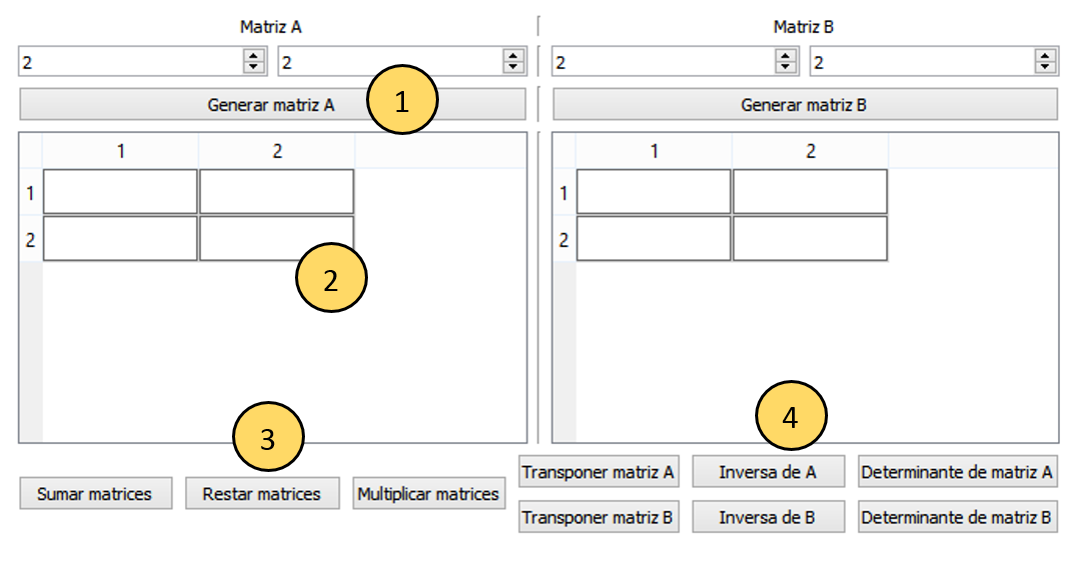 Matriz A
Matriz B
2 2
2 2
Generar matriz A
1
Generar matriz B
1 2
1 2
1
1
2
2
2
3
4
Sumar matrices
Restar matrices
Multiplicar matrices
Transponer matriz A
Inversa de A
Determinante de matriz A
Transponer matriz B
Inversa de B
Determinante de matriz B